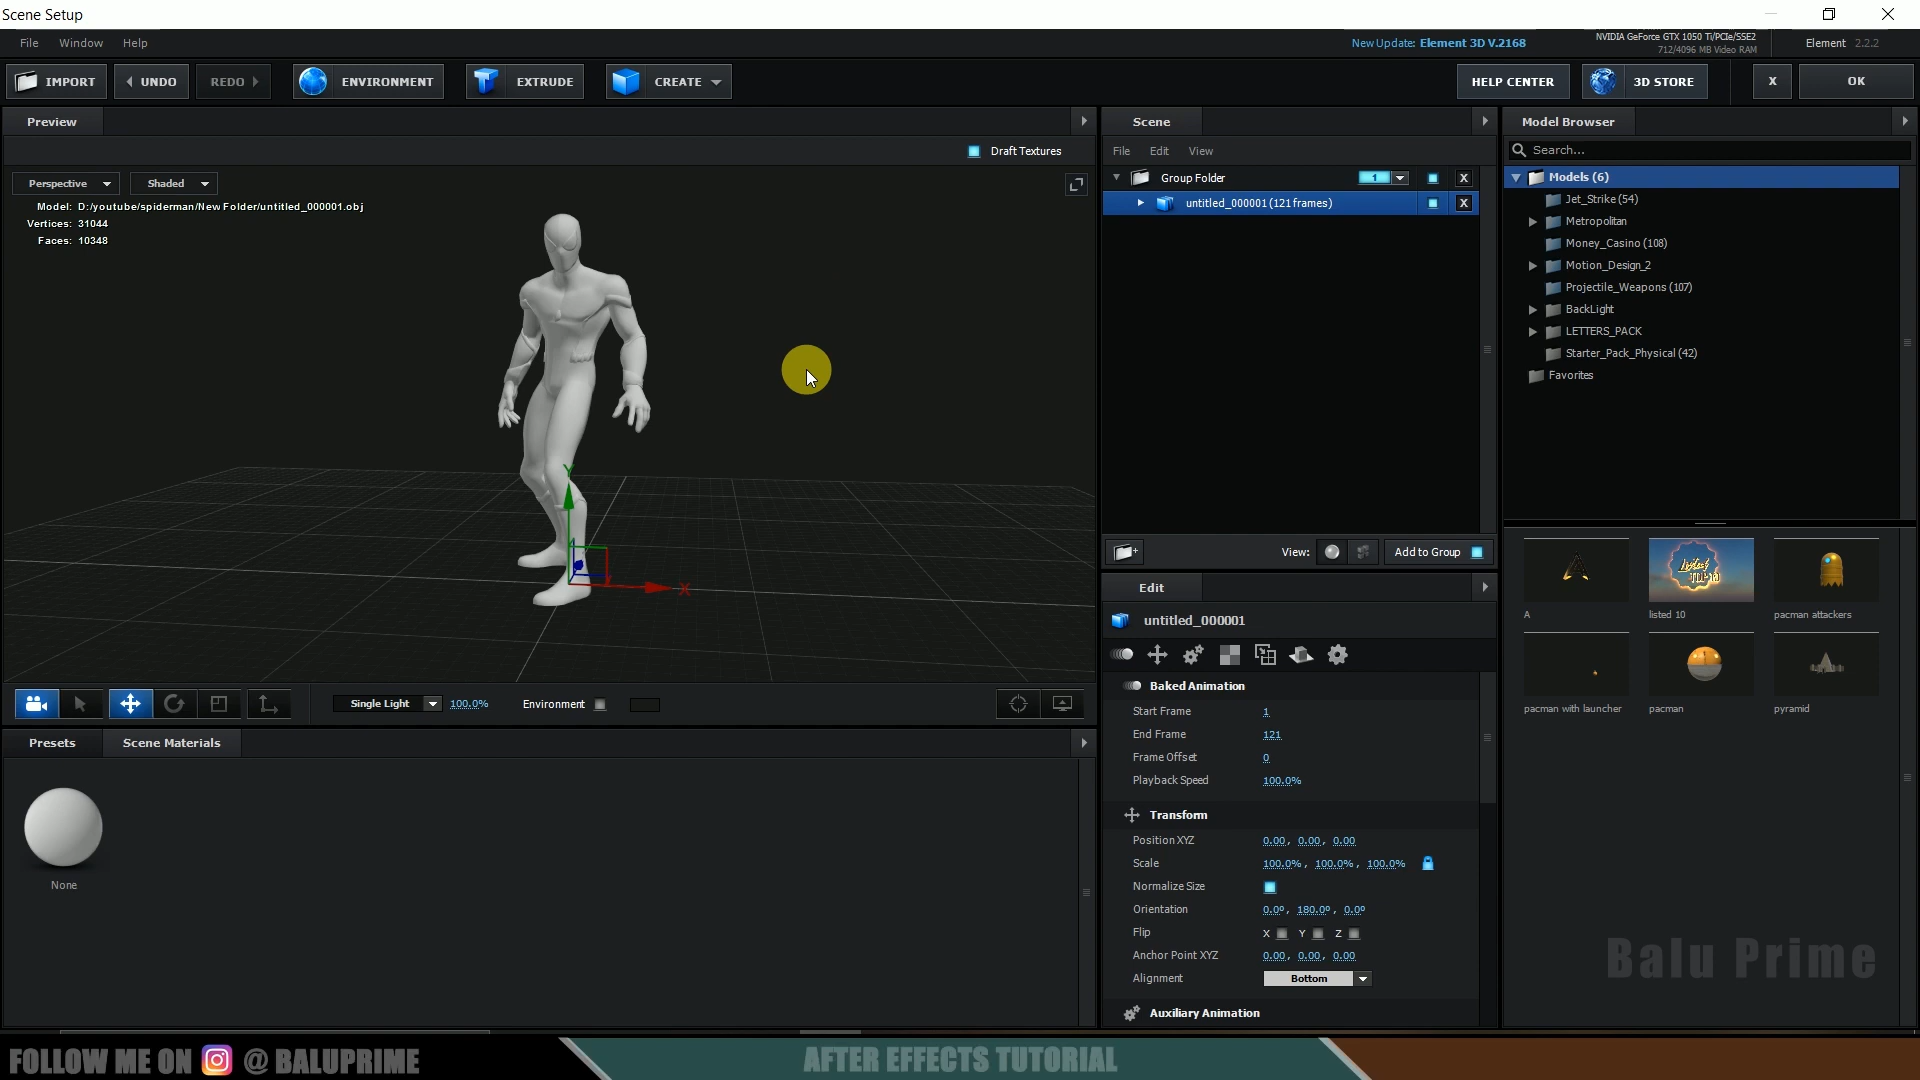 Scene Setup
File Window Help
New Update: Element 3D V.2168
NVIDIA GeForce GTX 1050 Ti/PCIe/SSE2
712/4096 MB Video RAM
Element 2.2.2
IMPORT UNDO REDO ENVIRONMENT EXTRUDE CREATE HELP CENTER 3D STORE X OK
Preview
Draft Textures
Perspective Shaded
Model: D:/youtube/spiderman/New Folder/untitled_000001.obj
Vertices: 31044
Faces: 10348
Y
X
Single Light 100.0% Environment
Presets Scene Materials
None
Scene
File Edit View
Group Folder 1 X
untitled_000001 (121 frames) X
View: Add to Group
Edit
untitled_000001
Baked Animation
Start Frame 1
End Frame 121
Frame Offset 0
Playback Speed 100.0%
Transform
Position XYZ 0.00, 0.00, 0.00
Scale 100.0%, 100.0%, 100.0%
Normalize Size
Orientation 0.0º, 180.0º, 0.0º
Flip X Y Z
Anchor Point XYZ 0.00, 0.00, 0.00
Alignment Bottom
Auxiliary Animation
Model Browser
Search...
Models (6)
Jet_Strike (54)
Metropolitan
Money_Casino (108)
Motion_Design_2
Projectile_Weapons (107)
BackLight
LETTERS_PACK
Starter_Pack_Physical (42)
Favorites
A listed 10 pacman attackers
pacman with launcher pacman pyramid
Balu Prime
FOLLOW ME ON @ BALUPRIME
AFTER EFFECTS TUTORIAL